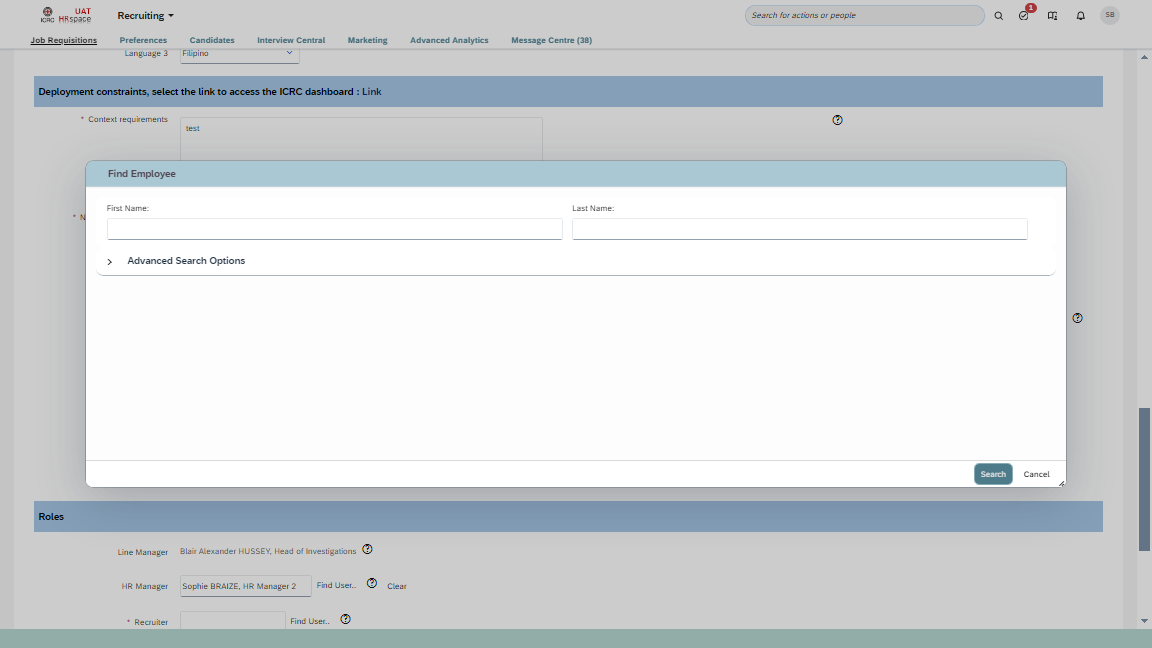 ICRC UAT HRspace
Recruiting
Search for actions or people
1
SB
Job Requisitions Preferences Candidates Interview Central Marketing Advanced Analytics Message Centre (38)
Language 3 Filipino
Deployment constraints, select the link to access the ICRC dashboard : Link
* Context requirements test
Find Employee
First Name: Last Name:
* N
Advanced Search Options
Search Cancel
Roles
Line Manager Blair Alexander HUSSEY, Head of Investigations
HR Manager Sophie BRAIZE, HR Manager 2 Find User.. Clear
* Recruiter Find User..